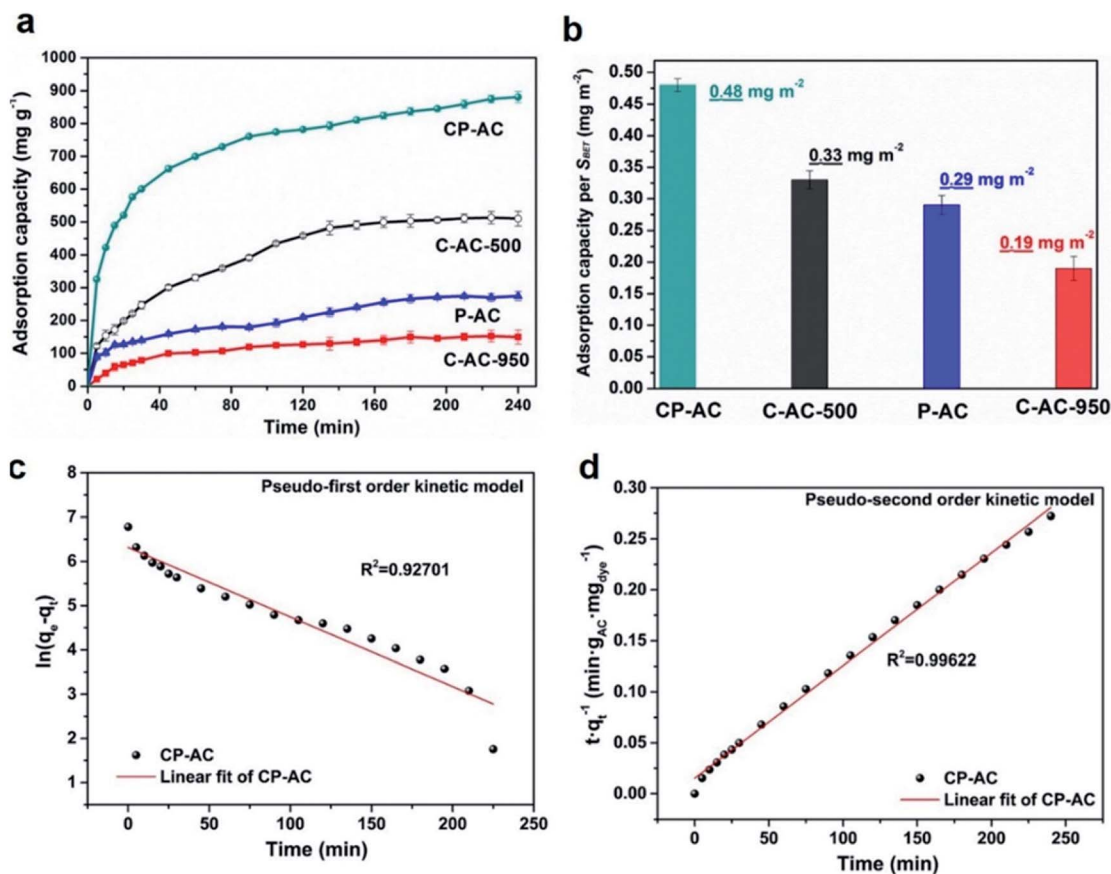 a
Adsorption capacity (mg g⁻¹)
1000
900
800
700
600
500
400
300
200
100
0
CP-AC
C-AC-500
P-AC
C-AC-950
0 40 80 120 160 200 240
Time (min)
b
Adsorption capacity per S_BET (mg m⁻²)
0.50
0.45
0.40
0.35
0.30
0.25
0.20
0.15
0.10
0.05
0.00
0.48 mg m⁻²
0.33 mg m⁻²
0.29 mg m⁻²
0.19 mg m⁻²
CP-AC C-AC-500 P-AC C-AC-950
c
ln(qₑ-qₜ)
8
7
6
5
4
3
2
1
Pseudo-first order kinetic model
R²=0.92701
CP-AC
Linear fit of CP-AC
0 50 100 150 200 250
Time (min)
d
t·qₜ⁻¹ (min·g_AC·mg_dye⁻¹)
0.30
0.25
0.20
0.15
0.10
0.05
0.00
Pseudo-second order kinetic model
R²=0.99622
CP-AC
Linear fit of CP-AC
0 50 100 150 200 250
Time (min)